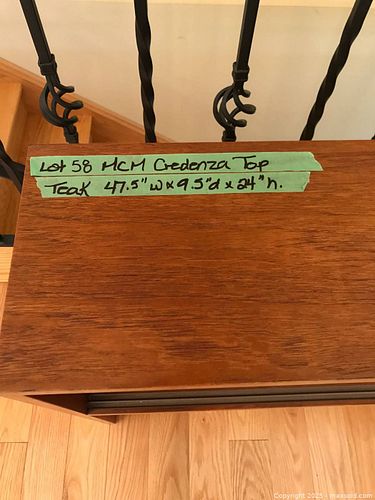 Lot 58 MCM Credenza Top
Teak 47.5" w x 9.5"d x 24"h.
Copyright 2025 - maxsold.com